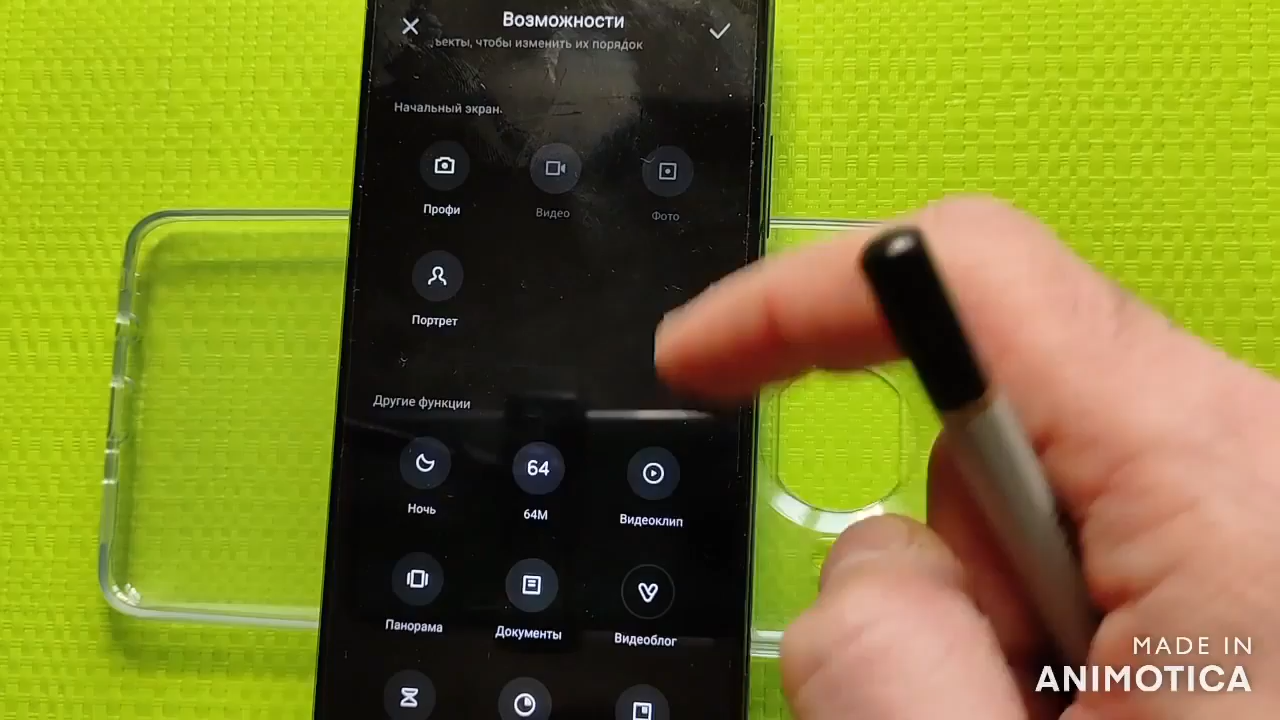 Возможности
ъекты, чтобы изменить их порядок
Начальный экран
Профи
Видео
Фото
Портрет
Другие функции
64
Ночь
64M
Видеоклип
Панорама
Документы
Видеоблог
MADE IN
ANIMOTICA